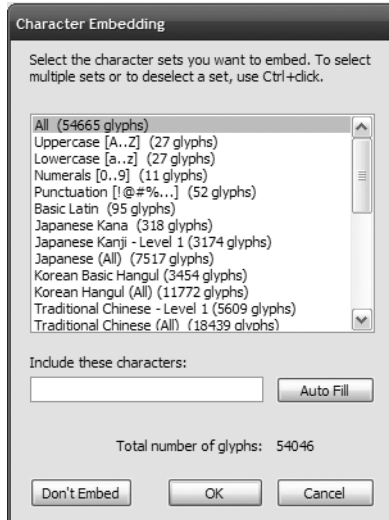 Character Embedding
Select the character sets you want to embed. To select
multiple sets or to deselect a set, use Ctrl+click.
All (54665 glyphs)
Uppercase [A..Z] (27 glyphs)
Lowercase [a..z] (27 glyphs)
Numerals [0..9] (11 glyphs)
Punctuation [!@#%...] (52 glyphs)
Basic Latin (95 glyphs)
Japanese Kana (318 glyphs)
Japanese Kanji - Level 1 (3174 glyphs)
Japanese (All) (7517 glyphs)
Korean Basic Hangul (3454 glyphs)
Korean Hangul (All) (11772 glyphs)
Traditional Chinese - Level 1 (5609 glyphs)
Traditional Chinese (All) (18439 glyphs)
Include these characters:
Auto Fill
Total number of glyphs: 54046
Don't Embed OK Cancel